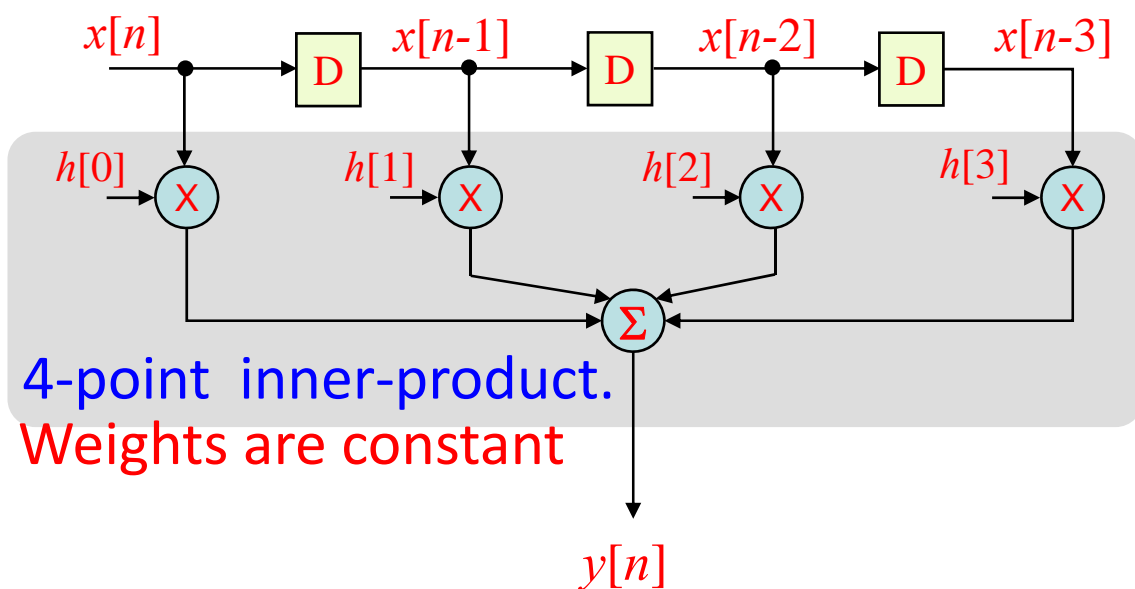 x[n] x[n-1] x[n-2] x[n-3]
D D D
h[0] h[1] h[2] h[3]
X X X X
Σ
4-point inner-product.
Weights are constant
y[n]